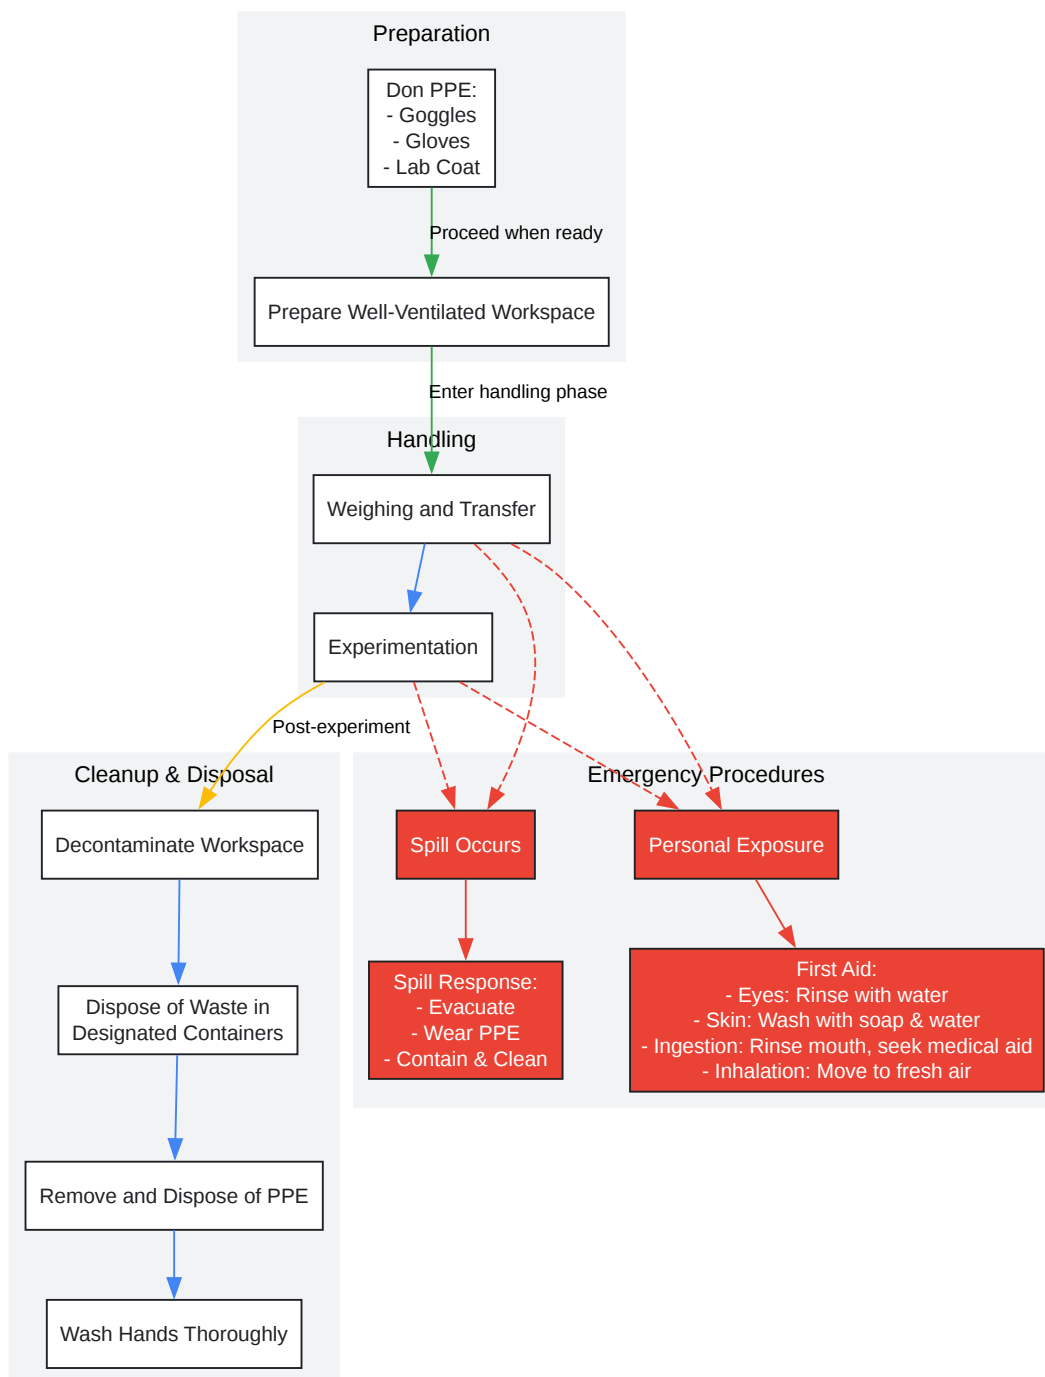 Preparation
Don PPE:
- Goggles
- Gloves
- Lab Coat
Proceed when ready
Prepare Well-Ventilated Workspace
Enter handling phase
Handling
Weighing and Transfer
Experimentation
Post-experiment
Cleanup & Disposal
Decontaminate Workspace
Dispose of Waste in
Designated Containers
Remove and Dispose of PPE
Wash Hands Thoroughly
Emergency Procedures
Spill Occurs
Spill Response:
- Evacuate
- Wear PPE
- Contain & Clean
Personal Exposure
First Aid:
- Eyes: Rinse with water
- Skin: Wash with soap & water
- Ingestion: Rinse mouth, seek medical aid
- Inhalation: Move to fresh air